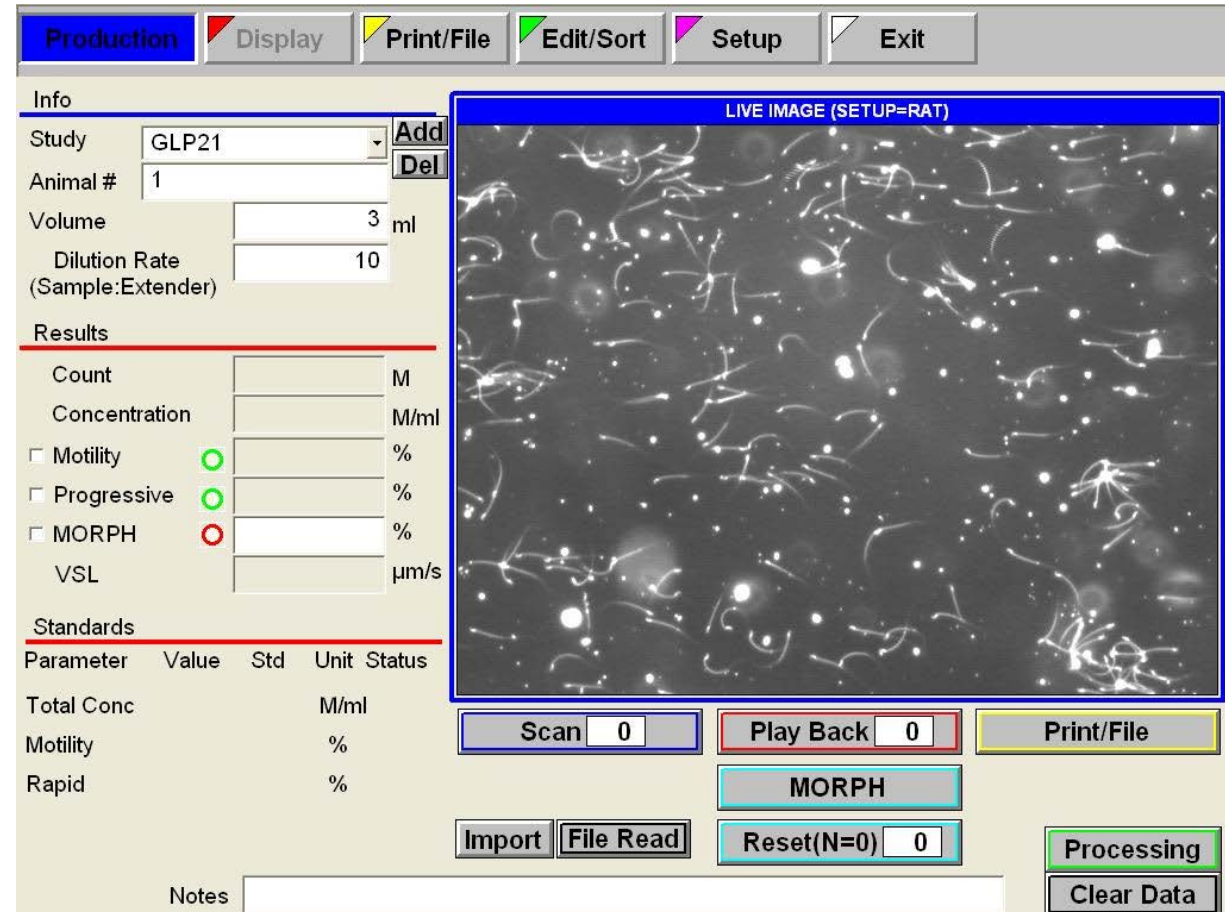 Production Display Print/File Edit/Sort Setup Exit
Info
LIVE IMAGE (SETUP=RAT)
Study GLP21 Add
Del
Animal # 1
Volume 3 ml
Dilution Rate 10
(Sample:Extender)
Results
Count M
Concentration M/ml
Motility %
Progressive %
MORPH %
VSL µm/s
Standards
Parameter Value Std Unit Status
Total Conc M/ml
Motility %
Rapid %
Scan 0 Play Back 0 Print/File
MORPH
Import File Read Reset(N=0) 0 Processing
Notes Clear Data